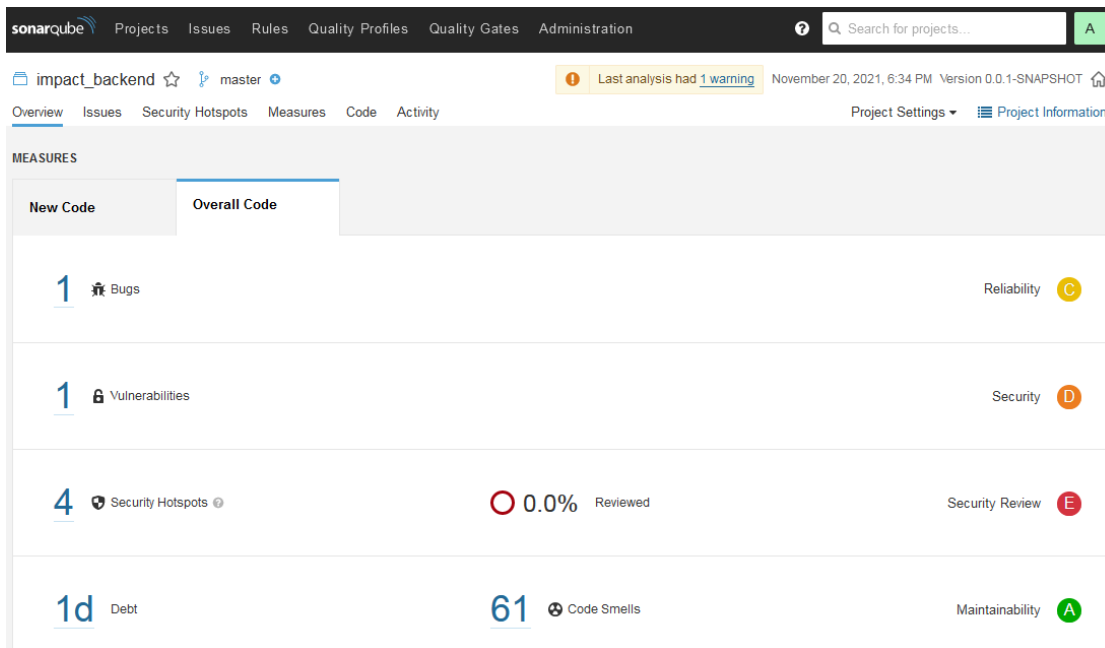 sonarqube Projects Issues Rules Quality Profiles Quality Gates Administration ? Search for projects... A
impact_backend master Last analysis had 1 warning November 20, 2021, 6:34 PM Version 0.0.1-SNAPSHOT
Overview Issues Security Hotspots Measures Code Activity Project Settings Project Information
MEASURES
New Code Overall Code
1 Bugs Reliability C
1 Vulnerabilities Security D
4 Security Hotspots ? 0.0% Reviewed Security Review E
1d Debt 61 Code Smells Maintainability A